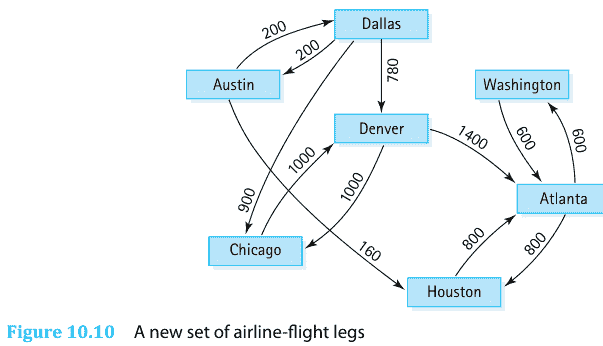 Dallas
200
200
780
Austin
Washington
Denver
1400
600
600
1000
1000
900
Atlanta
Chicago
160
800
800
Houston
Figure 10.10 A new set of airline-flight legs